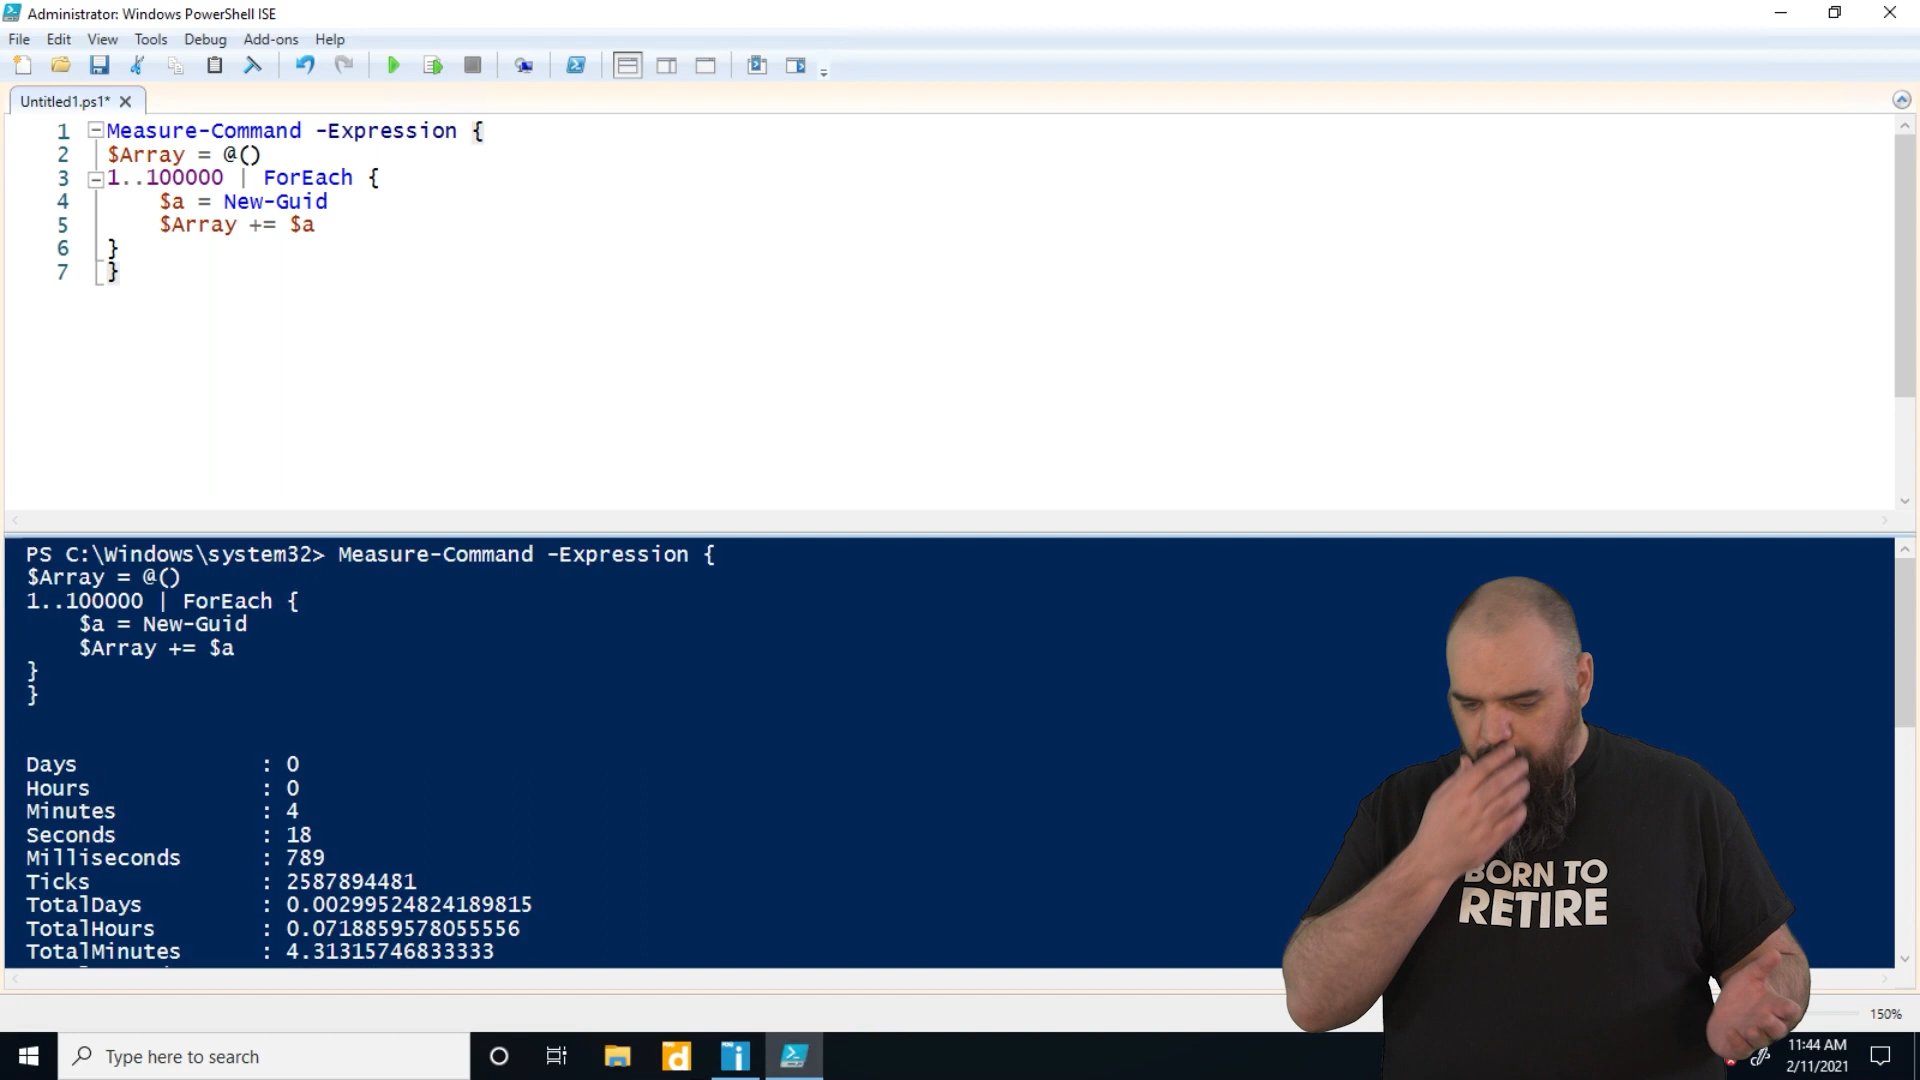 Administrator: Windows PowerShell ISE
File Edit View Tools Debug Add-ons Help
Untitled1.ps1*
1 Measure-Command -Expression {
2 $Array = @()
3 1..100000 | ForEach {
4 $a = New-Guid
5 $Array += $a
6 }
7 }
PS C:\Windows\system32> Measure-Command -Expression {
$Array = @()
1..100000 | ForEach {
$a = New-Guid
$Array += $a
}
}
Days : 0
Hours : 0
Minutes : 4
Seconds : 18
Milliseconds : 789
Ticks : 2587894481
TotalDays : 0.00299524824189815
TotalHours : 0.0718859578055556
TotalMinutes : 4.31315746833333
BORN TO
RETIRE
150%
Type here to search
11:44 AM
2/11/2021